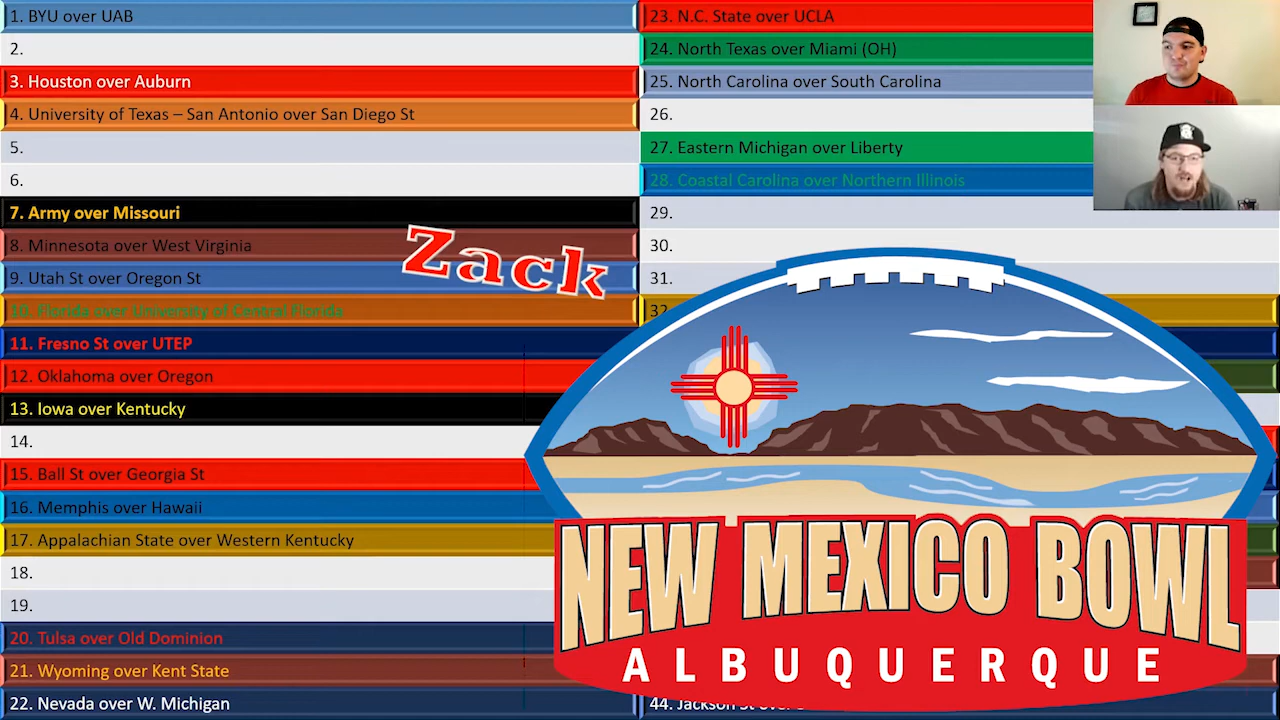 1. BYU over UAB
2.
3. Houston over Auburn
4. University of Texas – San Antonio over San Diego St
5.
6.
7. Army over Missouri
8. Minnesota over West Virginia
9. Utah St over Oregon St
10. Florida over University of Central Florida
11. Fresno St over UTEP
12. Oklahoma over Oregon
13. Iowa over Kentucky
14.
15. Ball St over Georgia St
16. Memphis over Hawaii
17. Appalachian State over Western Kentucky
18.
19.
20. Tulsa over Old Dominion
21. Wyoming over Kent State
22. Nevada over W. Michigan
23. N.C. State over UCLA
24. North Texas over Miami (OH)
25. North Carolina over South Carolina
26.
27. Eastern Michigan over Liberty
28. Coastal Carolina over Northern Illinois
29.
30.
31.
32.
44. Jackson St over
Zack
NEW MEXICO BOWL
ALBUQUERQUE